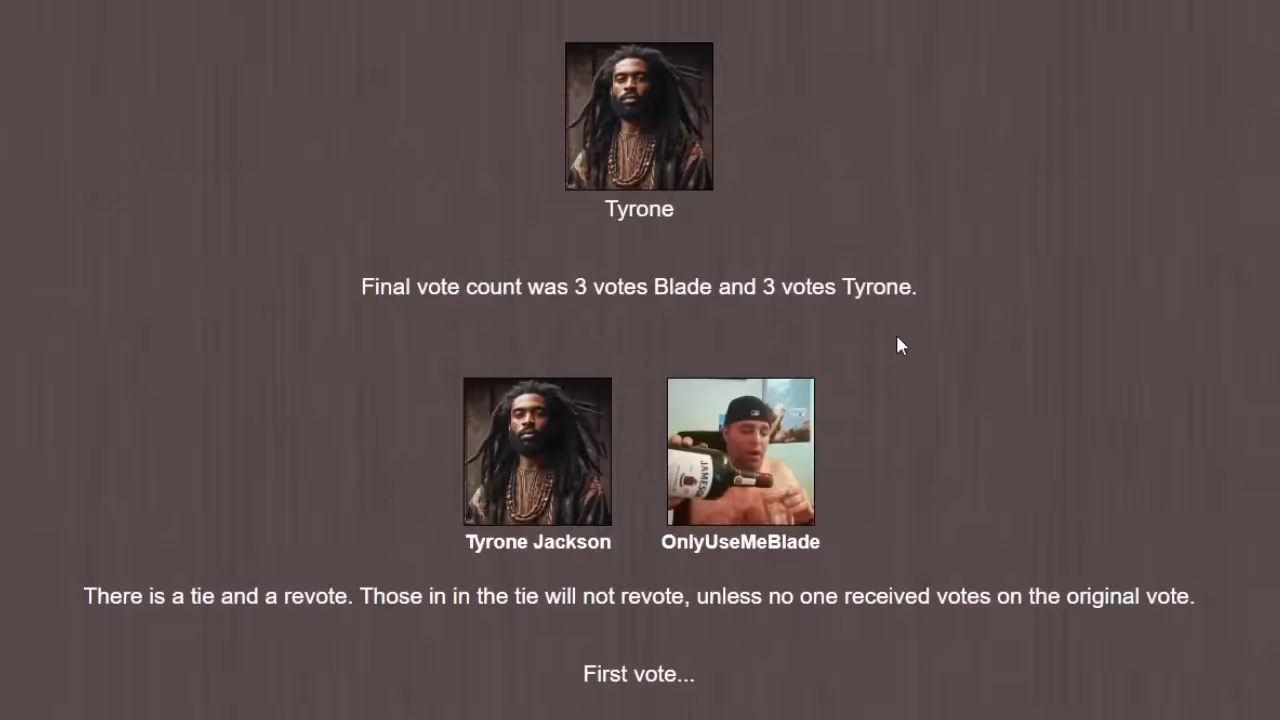 Tyrone
Final vote count was 3 votes Blade and 3 votes Tyrone.
JAMESON
Tyrone Jackson
OnlyUseMeBlade
There is a tie and a revote. Those in in the tie will not revote, unless no one received votes on the original vote.
First vote...